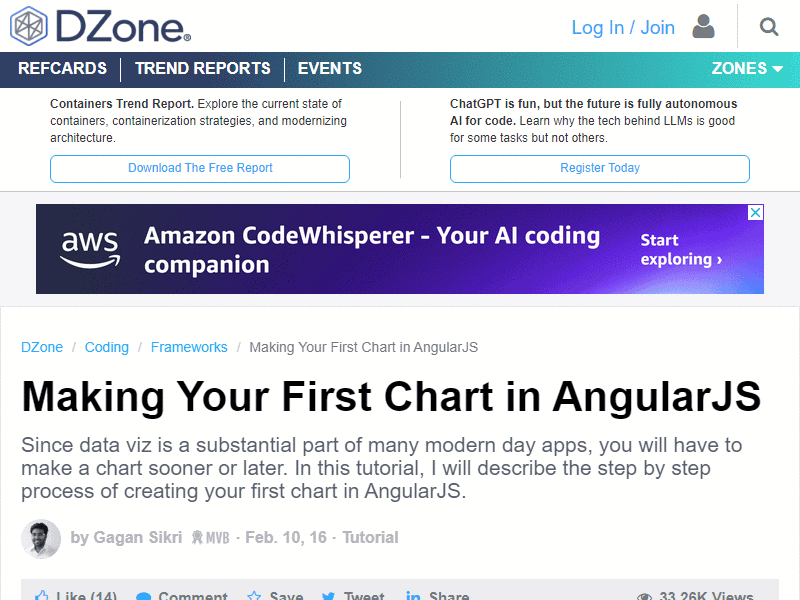 DZone®
Log In / Join
REFCARDS TREND REPORTS EVENTS ZONES
Containers Trend Report. Explore the current state of
containers, containerization strategies, and modernizing
architecture.
Download The Free Report
ChatGPT is fun, but the future is fully autonomous
AI for code. Learn why the tech behind LLMs is good
for some tasks but not others.
Register Today
aws
Amazon CodeWhisperer - Your AI coding
companion
Start
exploring ›
DZone / Coding / Frameworks / Making Your First Chart in AngularJS
Making Your First Chart in AngularJS
Since data viz is a substantial part of many modern day apps, you will have to
make a chart sooner or later. In this tutorial, I will describe the step by step
process of creating your first chart in AngularJS.
by Gagan Sikri MVB · Feb. 10, 16 · Tutorial
Like (14) Comment Save Tweet Share 33.26K Views